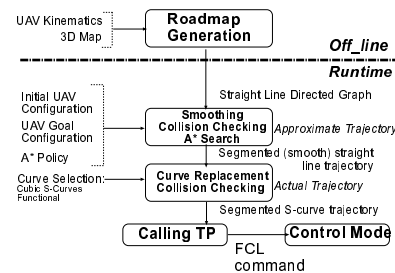 UAV Kinematics
3D Map
Roadmap
Generation
Off_line
Runtime
Straight Line Directed Graph
Initial UAV
Configuration
UAV Goal
Configuration
A* Policy
Smoothing
Collision Checking
A* Search
Approximate Trajectory
Segmented (smooth) straight
line trajectory
Curve Selection:
Cubic S-Curves
Functional
Curve Replacement
Collision Checking
Actual Trajectory
Segmented S-curve trajectory
Calling TP
Control Mode
FCL
command